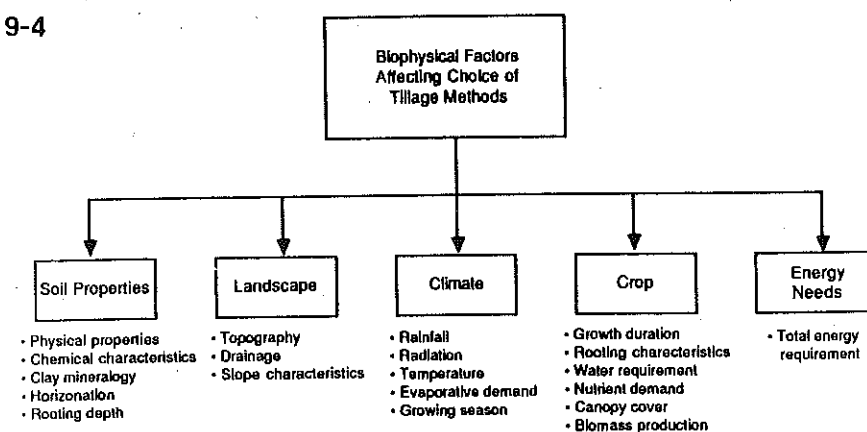 9-4
Biophysical Factors
Affecting Choice of
Tillage Methods
Soil Properties
• Physical properties
• Chemical characteristics
• Clay mineralogy
• Horizonation
• Rooting depth
Landscape
• Topography
• Drainage
• Slope characteristics
Climate
• Rainfall
• Radiation
• Temperature
• Evaporative demand
• Growing season
Crop
• Growth duration
• Rooting characteristics
• Water requirement
• Nutrient demand
• Canopy cover
• Biomass production
Energy
Needs
• Total energy
requirement